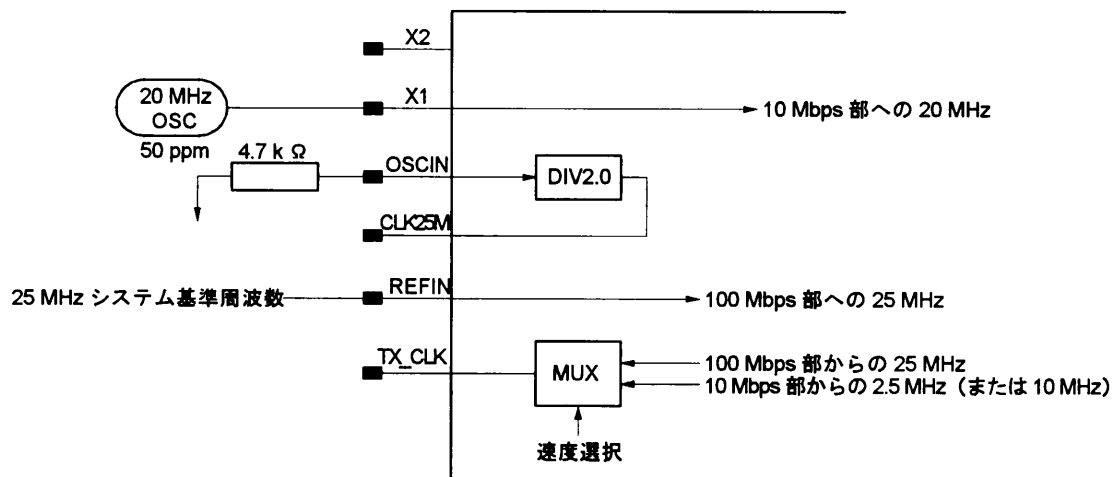 X2
20 MHz
OSC
50 ppm
X1
10 Mbps 部への 20 MHz
4.7 k Ω
OSCIN
DIV2.0
CLK25M
25 MHz システム基準周波数
REFIN
100 Mbps 部への 25 MHz
TX_CLK
MUX
100 Mbps 部からの 25 MHz
10 Mbps 部からの 2.5 MHz（または 10 MHz）
速度選択